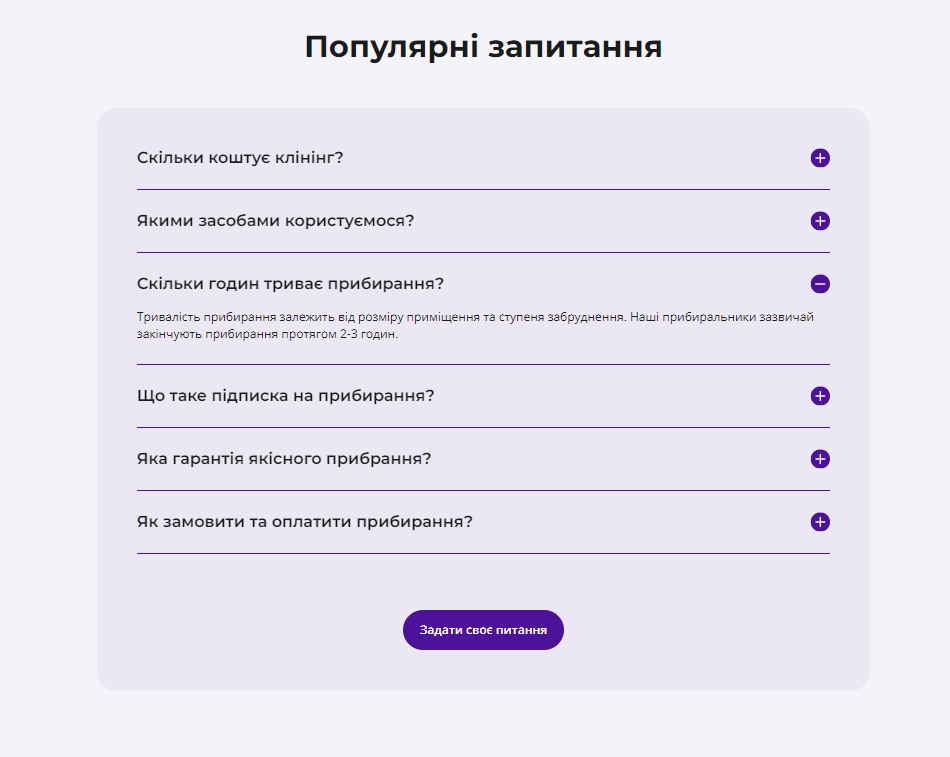 Популярні запитання
Скільки коштує клінінг?
Якими засобами користуємося?
Скільки годин триває прибирання?
Тривалість прибирання залежить від розміру приміщення та ступеня забруднення. Наші прибиральники зазвичай
закінчують прибирання протягом 2-3 годин.
Що таке підписка на прибирання?
Яка гарантія якісного прибрання?
Як замовити та оплатити прибирання?
Задати своє питання